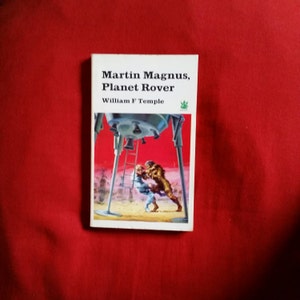 Martin Magnus,
Planet Rover
William F Temple